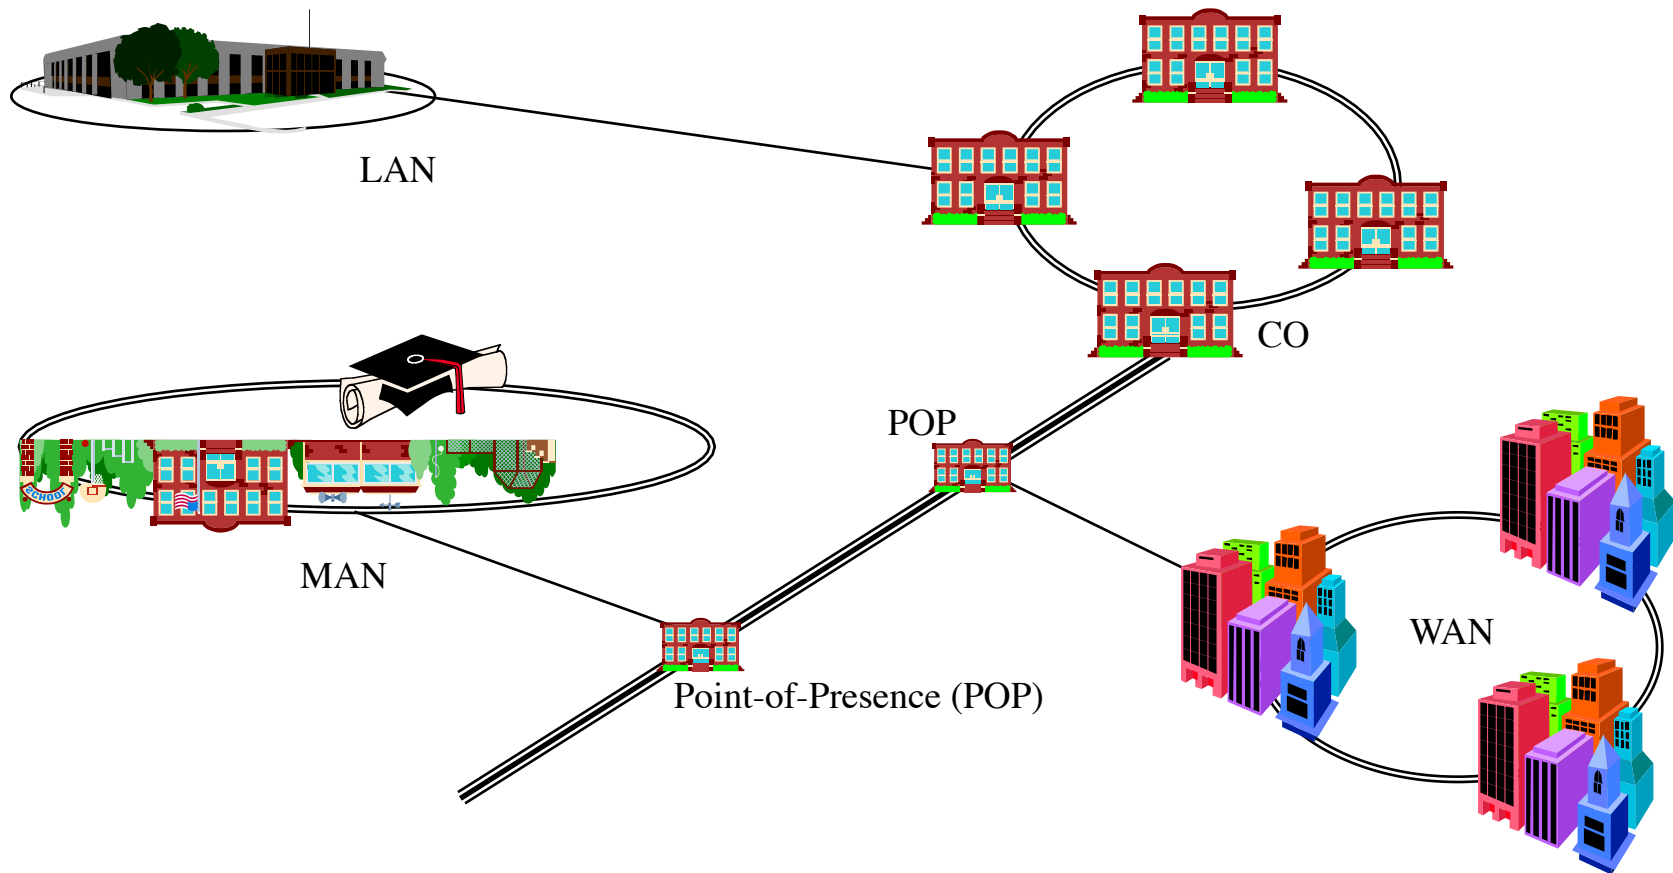 LAN
CO
POP
SCHOOL
MAN
WAN
Point-of-Presence (POP)